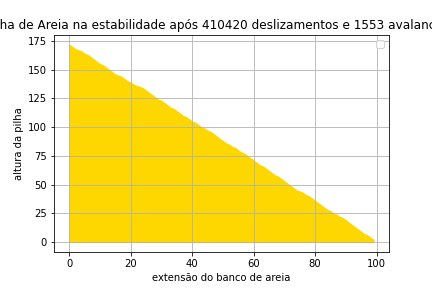 ha de Areia na estabilidade após 410420 deslizamentos e 1553 avalanc
175
150
125
100
75
50
25
0
altura da pilha
0 20 40 60 80 100
extensão do banco de areia